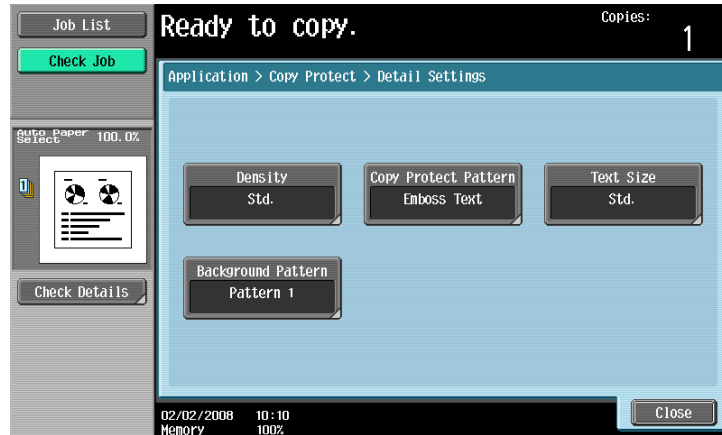 Job List
Ready to copy.
Copies:
1
Check Job
Application > Copy Protect > Detail Settings
Auto Paper
Select 100.0%
1
Density
Std.
Copy Protect Pattern
Emboss Text
Text Size
Std.
Background Pattern
Pattern 1
Check Details
Close
02/02/2008 10:10
Memory 100%